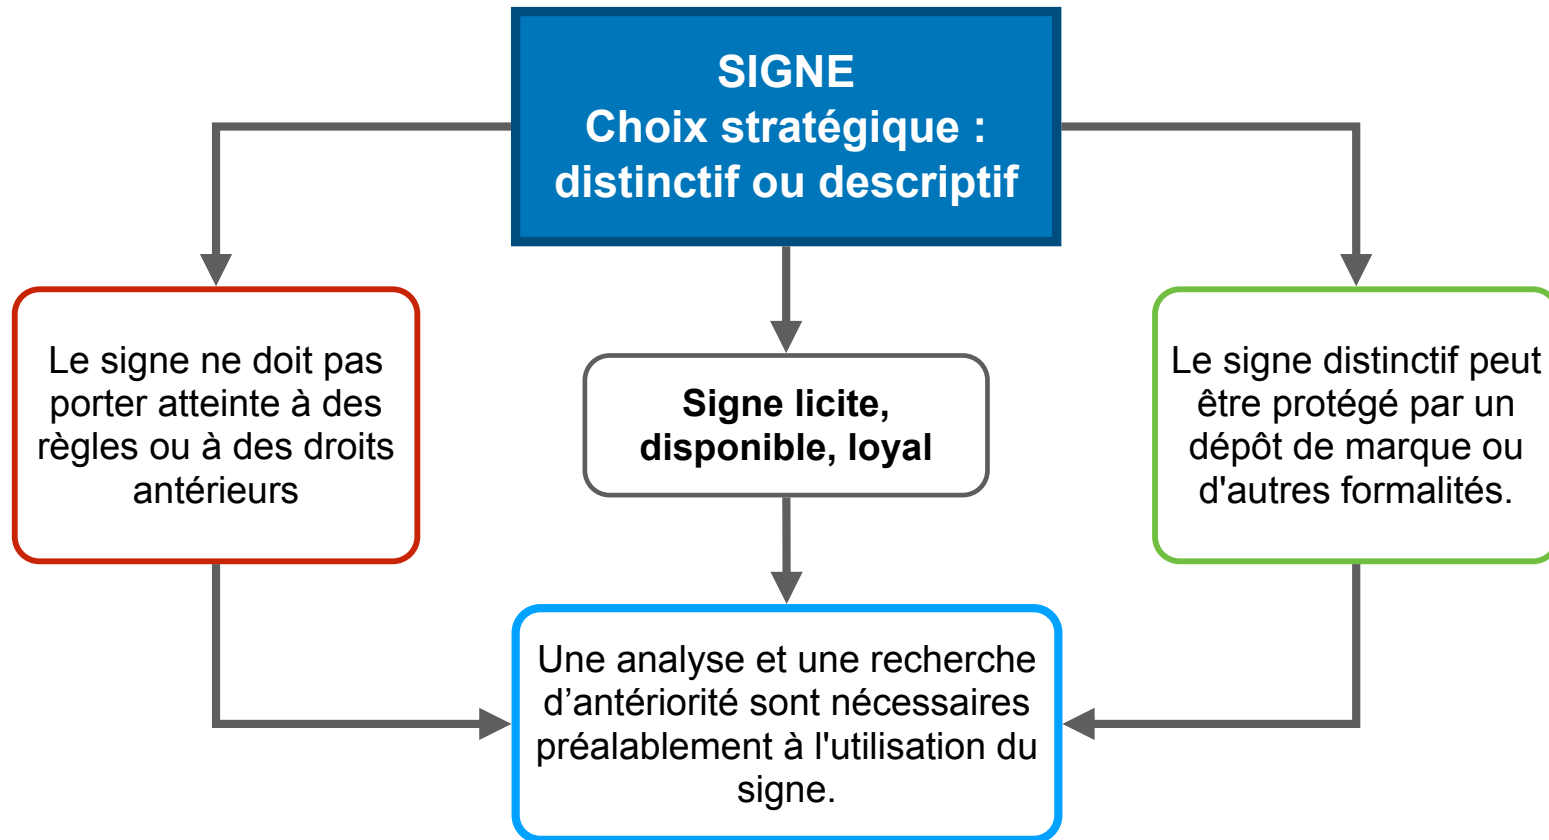 SIGNE
Choix stratégique :
distinctif ou descriptif
Le signe ne doit pas
porter atteinte à des
règles ou à des droits
antérieurs
Signe licite,
disponible, loyal
Le signe distinctif peut
être protégé par un
dépôt de marque ou
d'autres formalités.
Une analyse et une recherche
d’antériorité sont nécessaires
préalablement à l'utilisation du
signe.